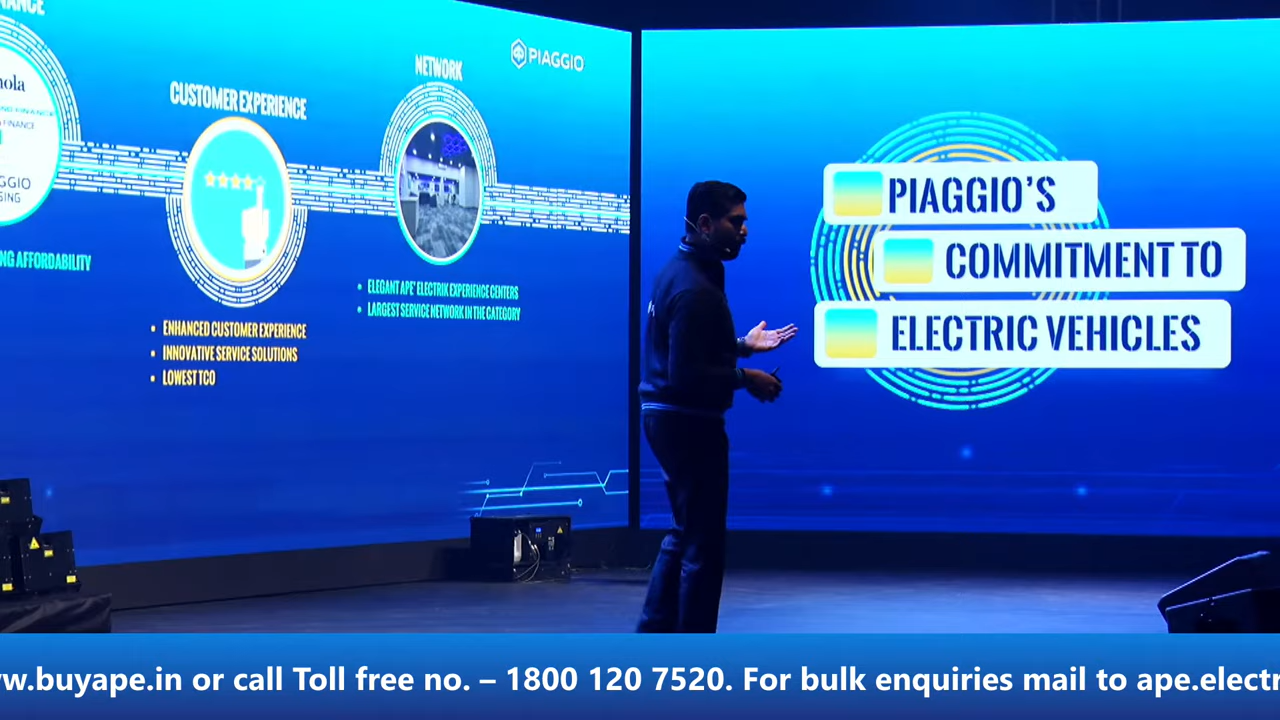 PIAGGIO
NETWORK
CUSTOMER EXPERIENCE
FINANCE
• ELEGANT APE' ELECTRIK EXPERIENCE CENTERS
• LARGEST SERVICE NETWORK IN THE CATEGORY
AFFORDABILITY
• ENHANCED CUSTOMER EXPERIENCE
• INNOVATIVE SERVICE SOLUTIONS
• LOWEST TCO
PIAGGIO'S
COMMITMENT TO
ELECTRIC VEHICLES
w.buyape.in or call Toll free no. – 1800 120 7520. For bulk enquiries mail to ape.electr